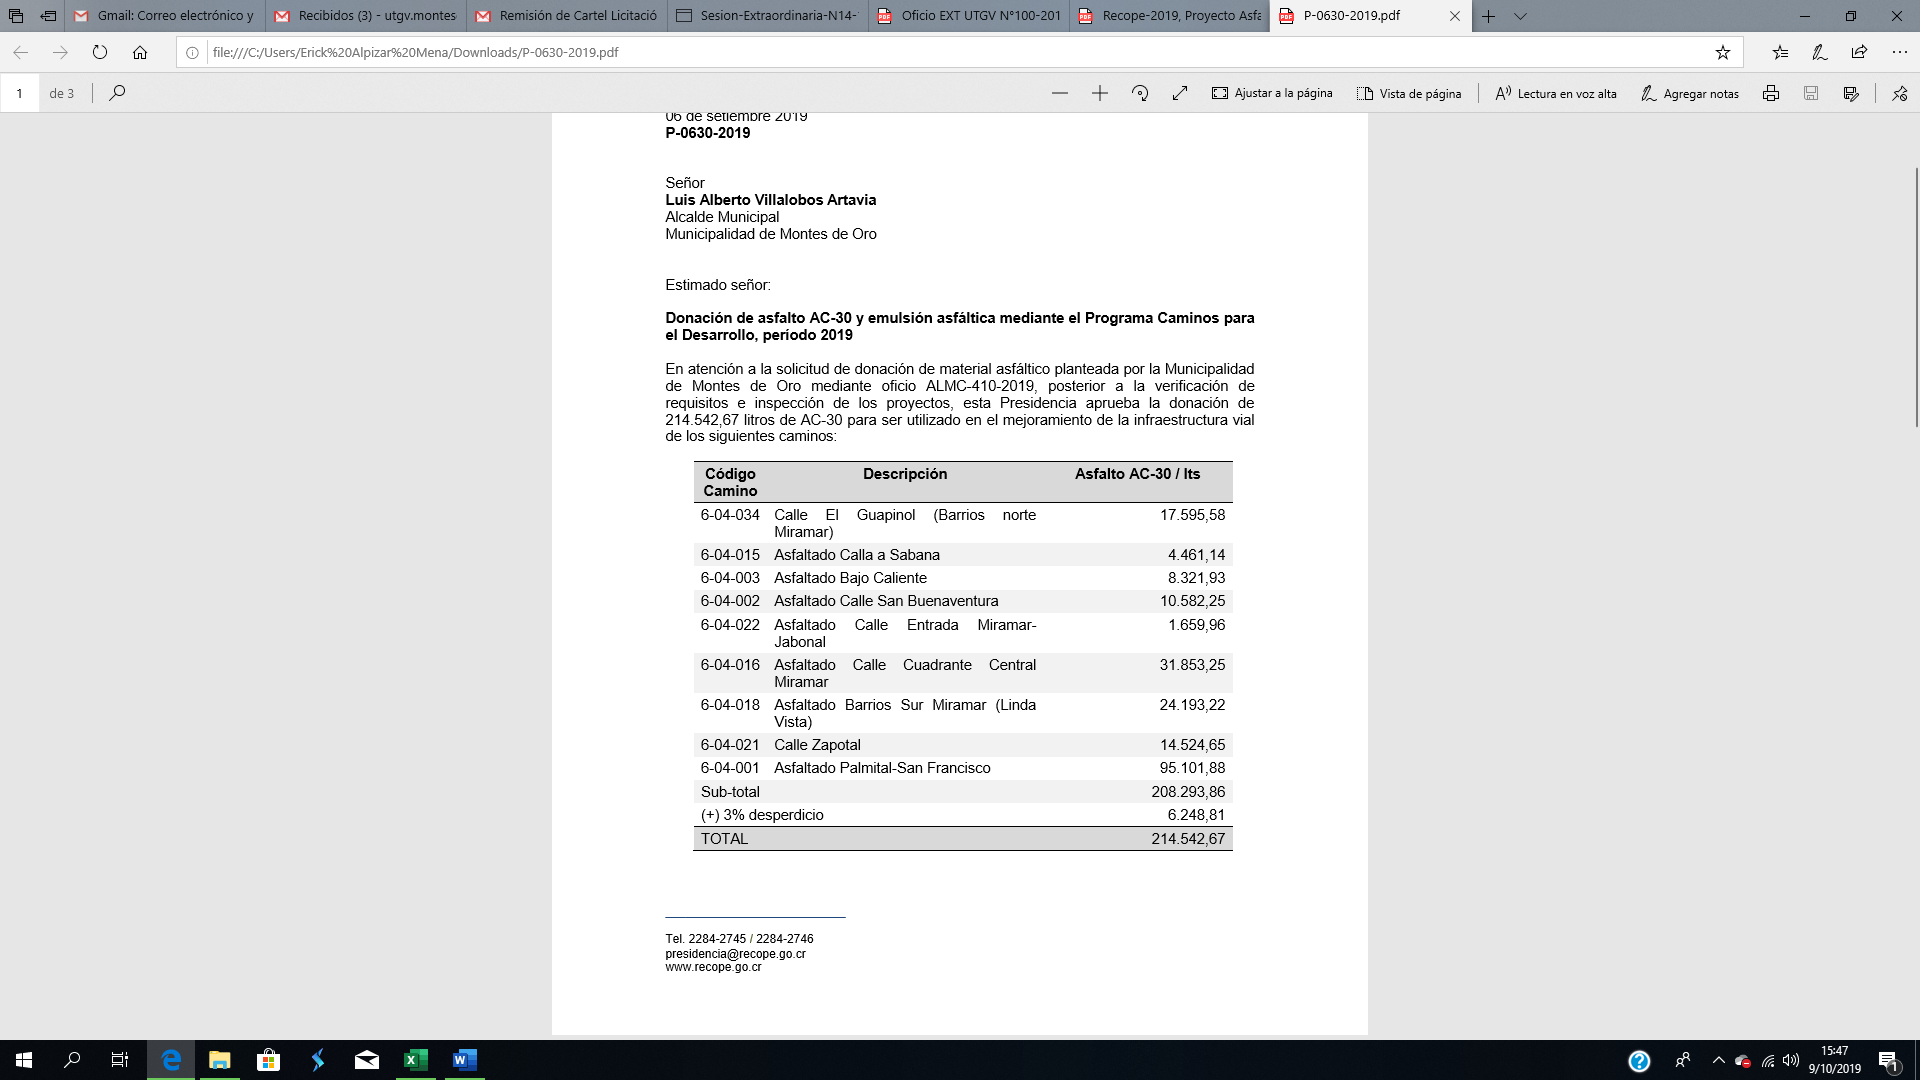 Gmail: Correo electrónico y
Recibidos (3) - utgv.montes
Remisión de Cartel Licitació
Sesion-Extraordinaria-N14-
Oficio EXT UTGV N°100-201
Recope-2019, Proyecto Asfa
P-0630-2019.pdf
file:///C:/Users/Erick%20Alpizar%20Mena/Downloads/P-0630-2019.pdf
1 de 3
Ajustar a la página
Vista de página
Lectura en voz alta
Agregar notas
06 de setiembre 2019
P-0630-2019
Señor
Luis Alberto Villalobos Artavia
Alcalde Municipal
Municipalidad de Montes de Oro
Estimado señor:
Donación de asfalto AC-30 y emulsión asfáltica mediante el Programa Caminos para
el Desarrollo, período 2019
En atención a la solicitud de donación de material asfáltico planteada por la Municipalidad
de Montes de Oro mediante oficio ALMC-410-2019, posterior a la verificación de
requisitos e inspección de los proyectos, esta Presidencia aprueba la donación de
214.542,67 litros de AC-30 para ser utilizado en el mejoramiento de la infraestructura vial
de los siguientes caminos:
Código Descripción Asfalto AC-30 / lts
Camino
6-04-034 Calle El Guapinol (Barrios norte 17.595,58
Miramar)
6-04-015 Asfaltado Calla a Sabana 4.461,14
6-04-003 Asfaltado Bajo Caliente 8.321,93
6-04-002 Asfaltado Calle San Buenaventura 10.582,25
6-04-022 Asfaltado Calle Entrada Miramar- 1.659,96
Jabonal
6-04-016 Asfaltado Calle Cuadrante Central 31.853,25
Miramar
6-04-018 Asfaltado Barrios Sur Miramar (Linda 24.193,22
Vista)
6-04-021 Calle Zapotal 14.524,65
6-04-001 Asfaltado Palmital-San Francisco 95.101,88
Sub-total 208.293,86
(+) 3% desperdicio 6.248,81
TOTAL 214.542,67
Tel. 2284-2745 / 2284-2746
presidencia@recope.go.cr
www.recope.go.cr
15:47
9/10/2019
1